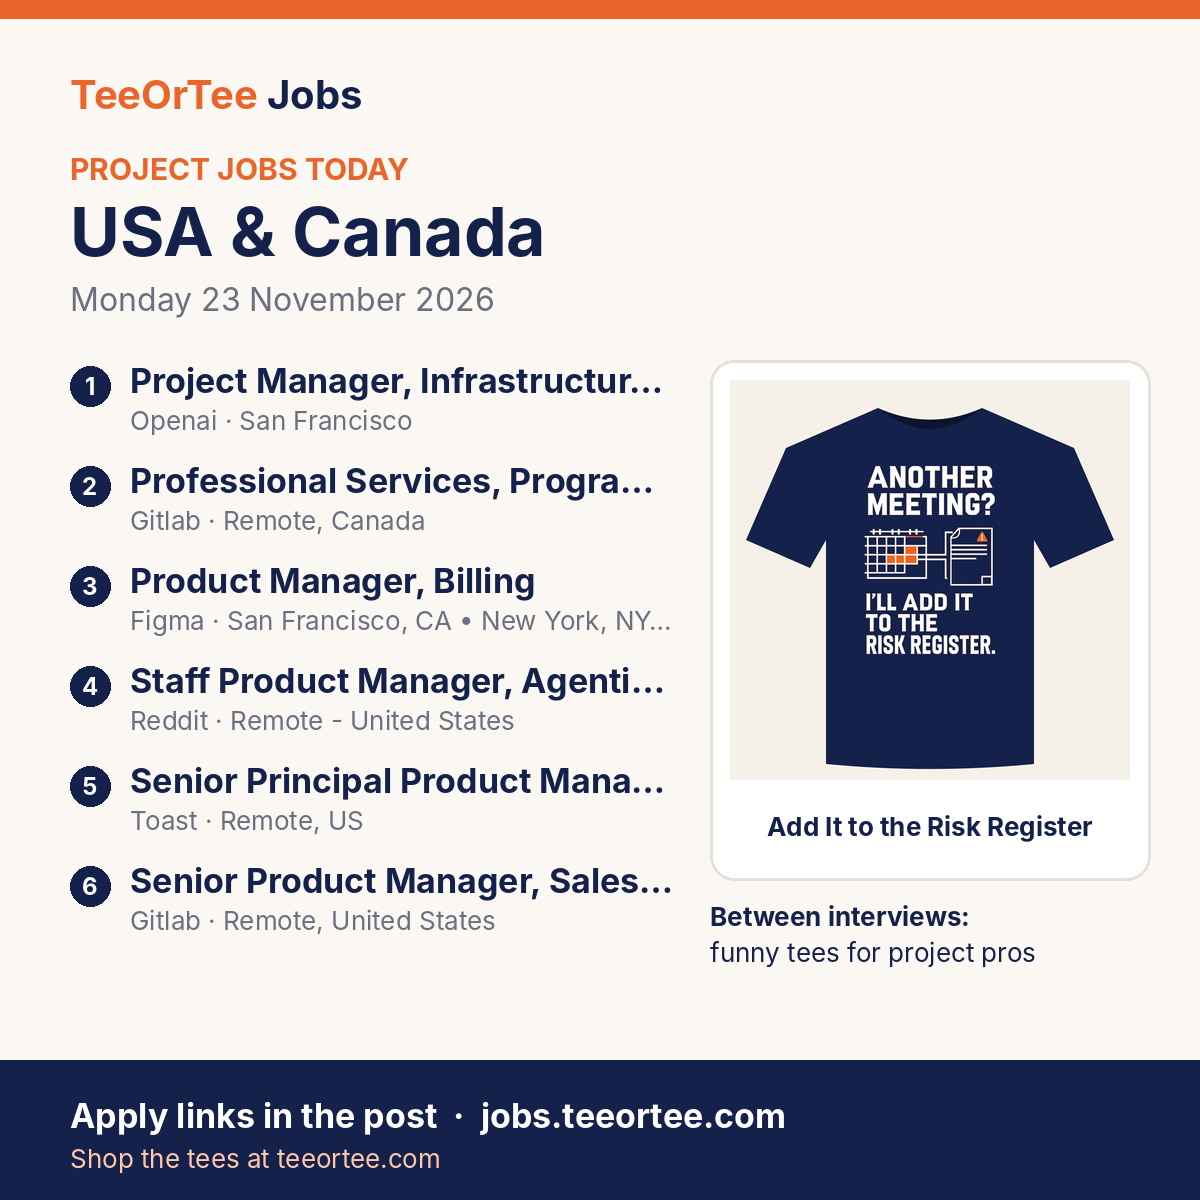 TeeOrTee Jobs
PROJECT JOBS TODAY
USA & Canada
Monday 23 November 2026
1 Project Manager, Infrastructur...
Openai · San Francisco
2 Professional Services, Progra...
Gitlab · Remote, Canada
3 Product Manager, Billing
Figma · San Francisco, CA • New York, NY...
4 Staff Product Manager, Agenti...
Reddit · Remote - United States
5 Senior Principal Product Mana...
Toast · Remote, US
6 Senior Product Manager, Sales...
Gitlab · Remote, United States
ANOTHER
MEETING?
I'LL ADD IT
TO THE
RISK REGISTER.
Add It to the Risk Register
Between interviews:
funny tees for project pros
Apply links in the post · jobs.teeortee.com
Shop the tees at teeortee.com